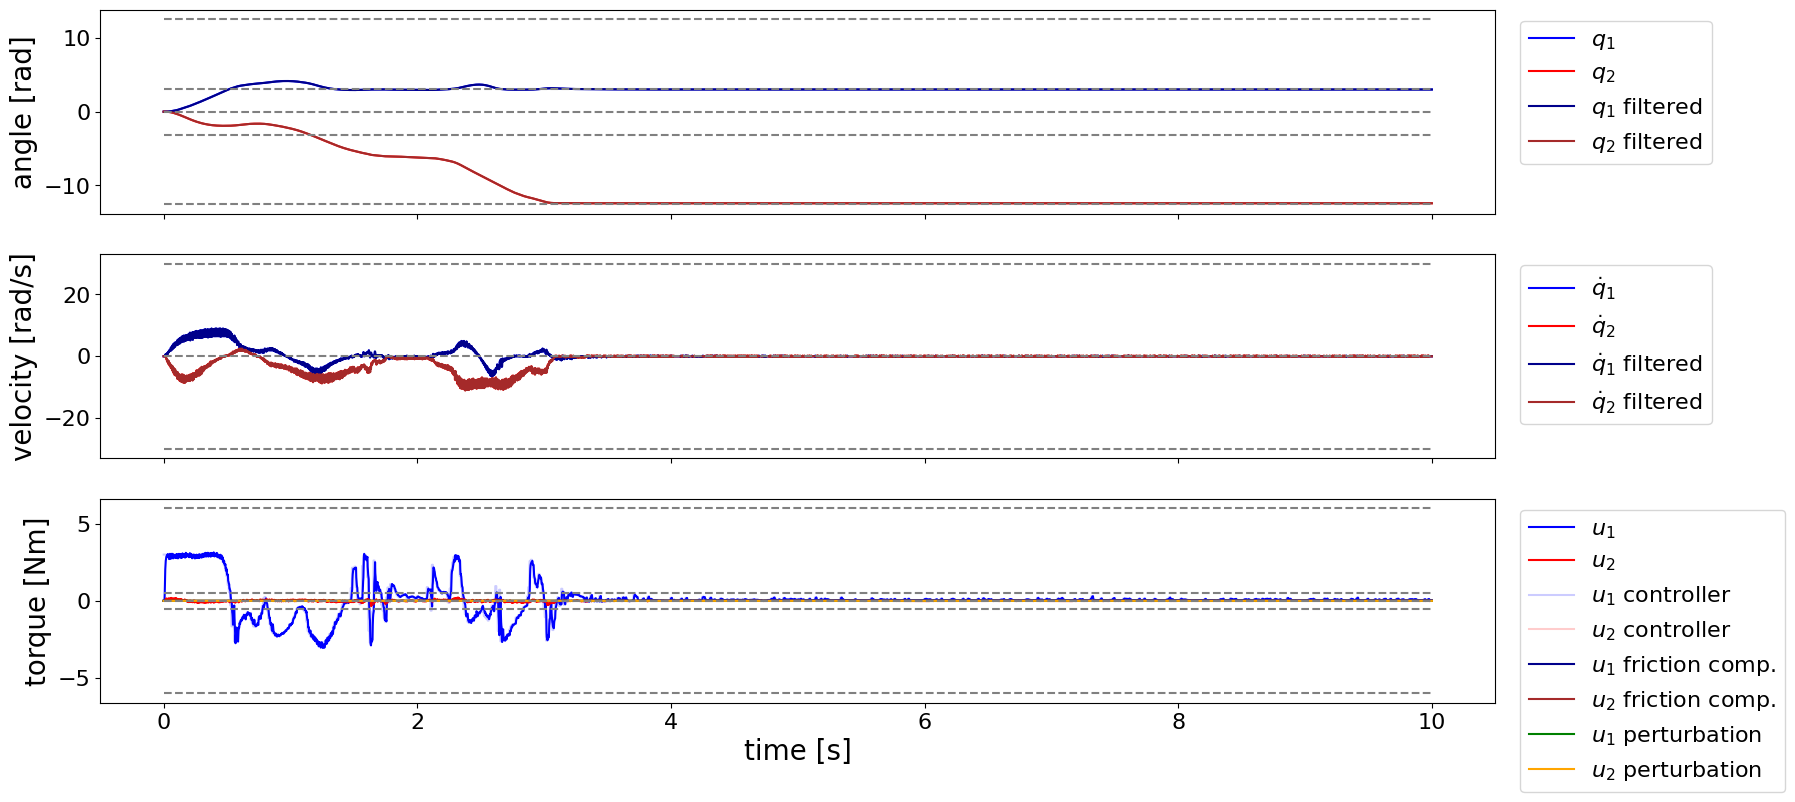 angle [rad]
10
0
−10
q₁
q₂
q₁ filtered
q₂ filtered
velocity [rad/s]
20
0
−20
q̇₁
q̇₂
q̇₁ filtered
q̇₂ filtered
torque [Nm]
5
0
−5
0 2 4 6 8 10
time [s]
u₁
u₂
u₁ controller
u₂ controller
u₁ friction comp.
u₂ friction comp.
u₁ perturbation
u₂ perturbation